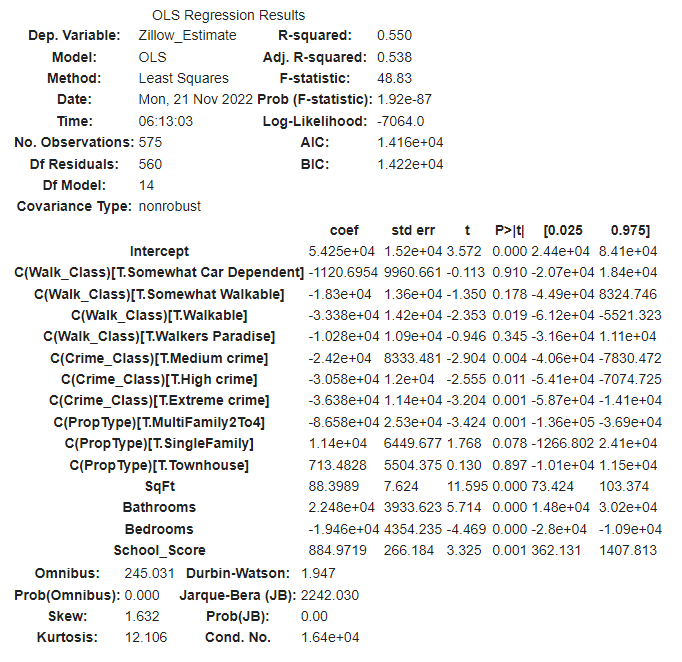 OLS Regression Results
Dep. Variable: Zillow_Estimate R-squared: 0.550
Model: OLS Adj. R-squared: 0.538
Method: Least Squares F-statistic: 48.83
Date: Mon, 21 Nov 2022 Prob (F-statistic): 1.92e-87
Time: 06:13:03 Log-Likelihood: -7064.0
No. Observations: 575 AIC: 1.416e+04
Df Residuals: 560 BIC: 1.422e+04
Df Model: 14
Covariance Type: nonrobust
coef std err t P>|t| [0.025 0.975]
Intercept 5.425e+04 1.52e+04 3.572 0.000 2.44e+04 8.41e+04
C(Walk_Class)[T.Somewhat Car Dependent] -1120.6954 9960.661 -0.113 0.910 -2.07e+04 1.84e+04
C(Walk_Class)[T.Somewhat Walkable] -1.83e+04 1.36e+04 -1.350 0.178 -4.49e+04 8324.746
C(Walk_Class)[T.Walkable] -3.338e+04 1.42e+04 -2.353 0.019 -6.12e+04 -5521.323
C(Walk_Class)[T.Walkers Paradise] -1.028e+04 1.09e+04 -0.946 0.345 -3.16e+04 1.11e+04
C(Crime_Class)[T.Medium crime] -2.42e+04 8333.481 -2.904 0.004 -4.06e+04 -7830.472
C(Crime_Class)[T.High crime] -3.058e+04 1.2e+04 -2.555 0.011 -5.41e+04 -7074.725
C(Crime_Class)[T.Extreme crime] -3.638e+04 1.14e+04 -3.204 0.001 -5.87e+04 -1.41e+04
C(PropType)[T.MultiFamily2To4] -8.658e+04 2.53e+04 -3.424 0.001 -1.36e+05 -3.69e+04
C(PropType)[T.SingleFamily] 1.14e+04 6449.677 1.768 0.078 -1266.802 2.41e+04
C(PropType)[T.Townhouse] 713.4828 5504.375 0.130 0.897 -1.01e+04 1.15e+04
SqFt 88.3989 7.624 11.595 0.000 73.424 103.374
Bathrooms 2.248e+04 3933.623 5.714 0.000 1.48e+04 3.02e+04
Bedrooms -1.946e+04 4354.235 -4.469 0.000 -2.8e+04 -1.09e+04
School_Score 884.9719 266.184 3.325 0.001 362.131 1407.813
Omnibus: 245.031 Durbin-Watson: 1.947
Prob(Omnibus): 0.000 Jarque-Bera (JB): 2242.030
Skew: 1.632 Prob(JB): 0.00
Kurtosis: 12.106 Cond. No. 1.64e+04